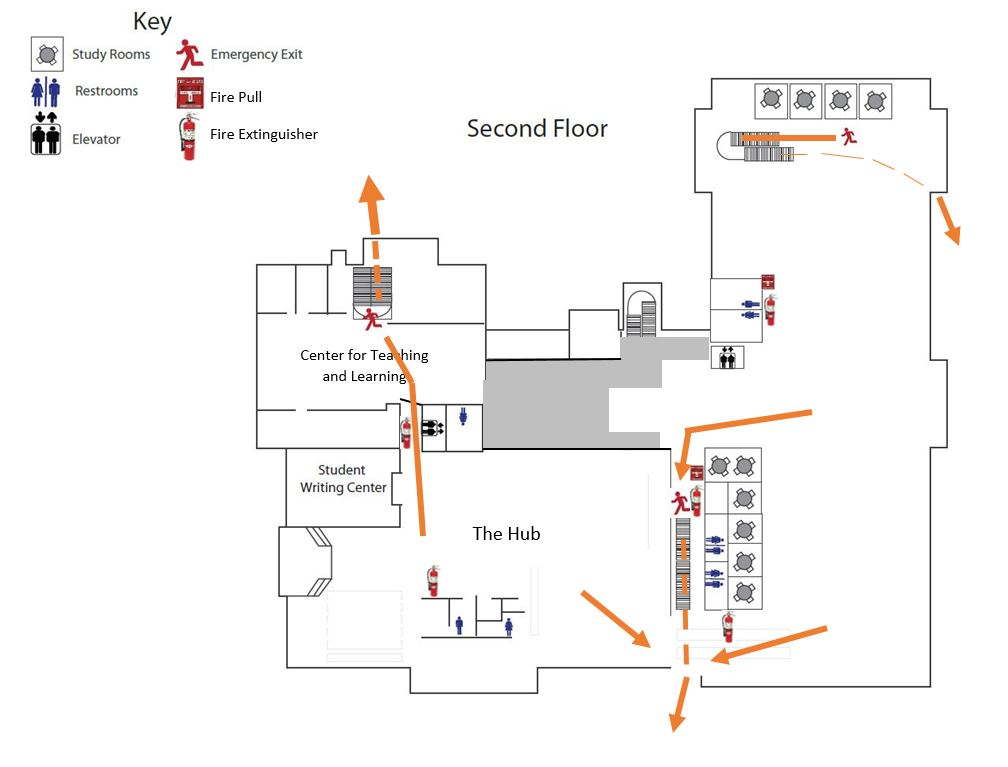 Key
Study Rooms
Emergency Exit
Restrooms
Fire Pull
Elevator
Fire Extinguisher
Second Floor
Center for Teaching
and Learning
Student
Writing Center
The Hub